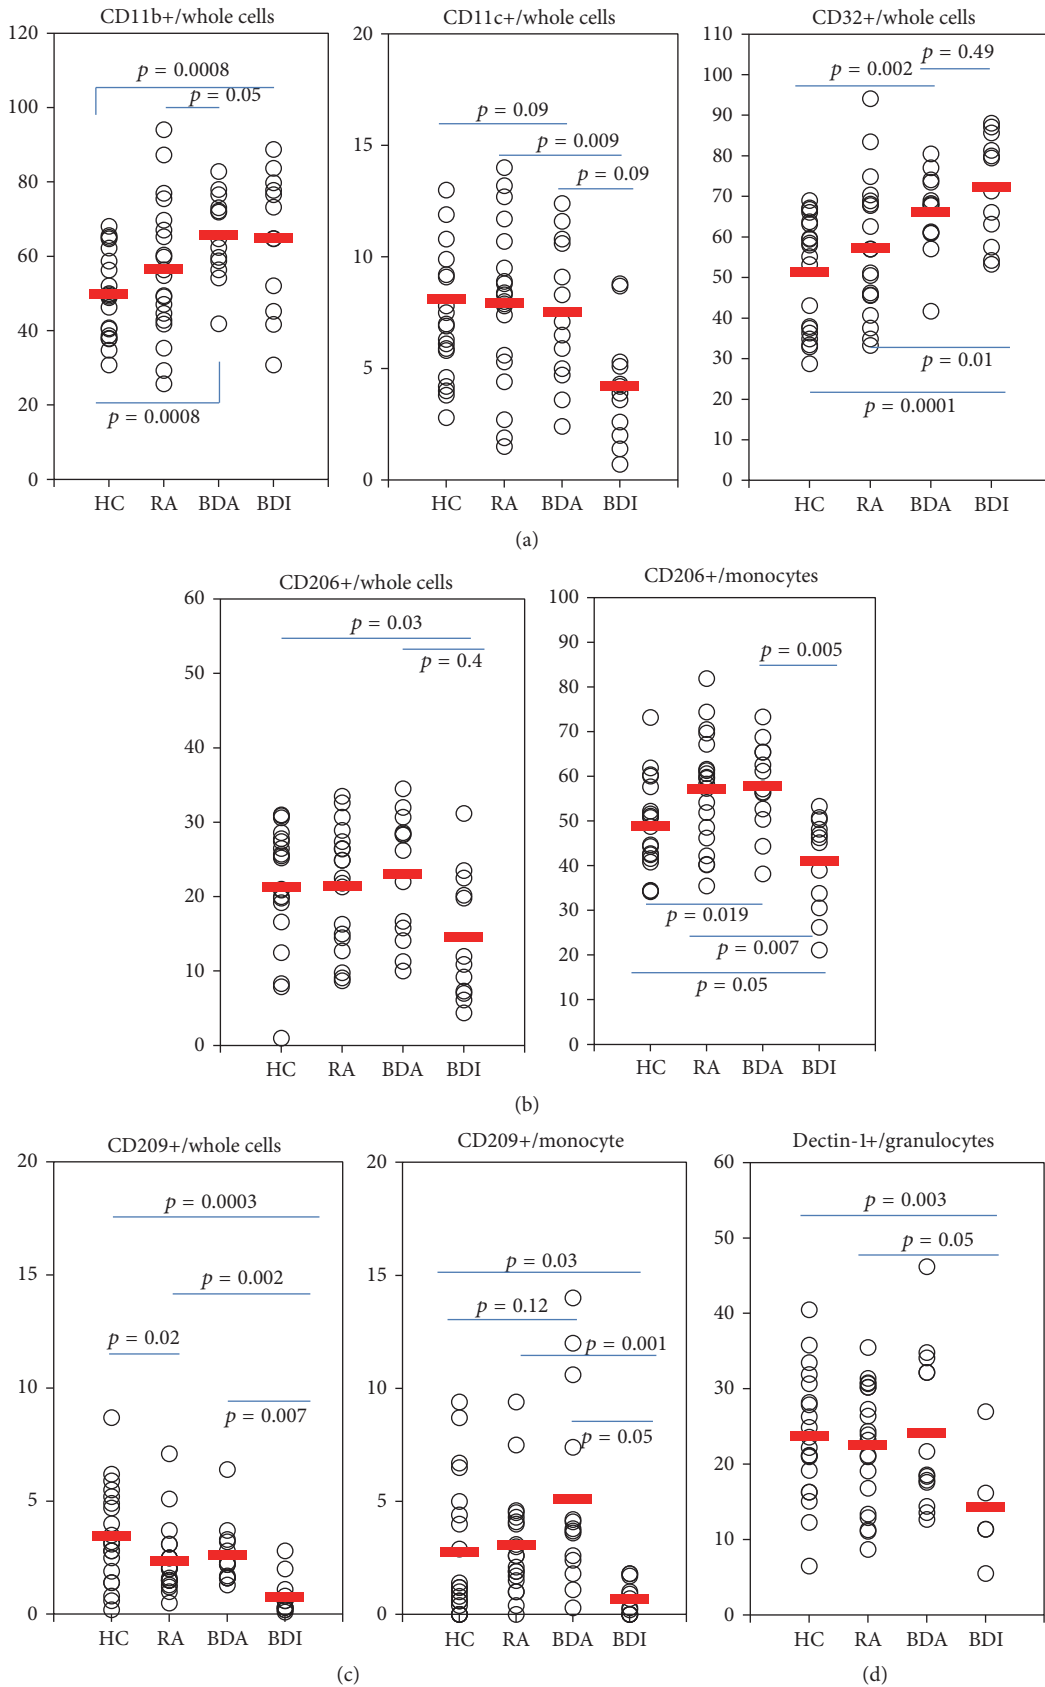 CD11b+/whole cells
120
100
80
60
40
20
0
p = 0.0008
p = 0.05
p = 0.0008
HC RA BDA BDI
CD11c+/whole cells
20
15
10
5
0
p = 0.09
p = 0.009
p = 0.09
HC RA BDA BDI
CD32+/whole cells
110
100
90
80
70
60
50
40
30
20
10
0
p = 0.49
p = 0.002
p = 0.01
p = 0.0001
HC RA BDA BDI
(a)
CD206+/whole cells
60
50
40
30
20
10
0
p = 0.03
p = 0.4
HC RA BDA BDI
CD206+/monocytes
100
90
80
70
60
50
40
30
20
10
0
p = 0.005
p = 0.019
p = 0.007
p = 0.05
HC RA BDA BDI
(b)
CD209+/whole cells
20
15
10
5
0
p = 0.0003
p = 0.002
p = 0.02
p = 0.007
HC RA BDA BDI
CD209+/monocyte
20
15
10
5
0
p = 0.03
p = 0.12
p = 0.001
p = 0.05
HC RA BDA BDI
(c)
Dectin-1+/granulocytes
60
50
40
30
20
10
0
p = 0.003
p = 0.05
HC RA BDA BDI
(d)